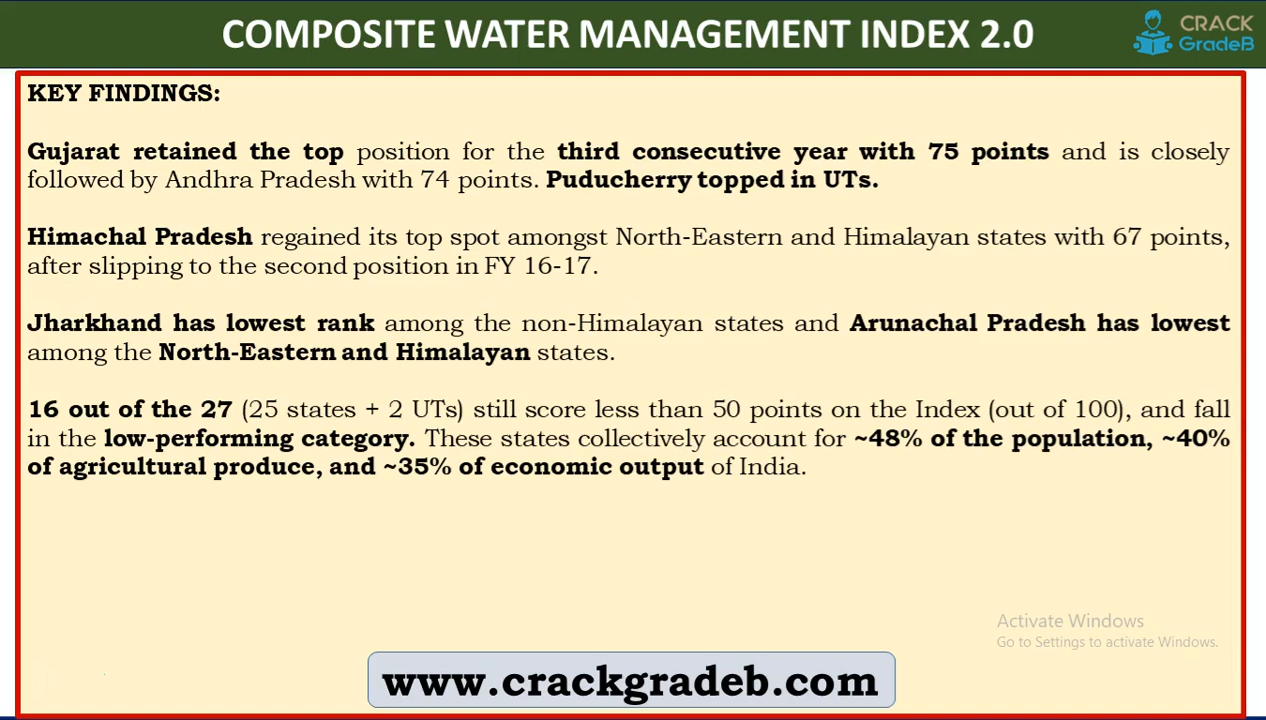 COMPOSITE WATER MANAGEMENT INDEX 2.0
CRACK
GradeB
KEY FINDINGS:
Gujarat retained the top position for the third consecutive year with 75 points and is closely
followed by Andhra Pradesh with 74 points. Puducherry topped in UTs.
Himachal Pradesh regained its top spot amongst North-Eastern and Himalayan states with 67 points,
after slipping to the second position in FY 16-17.
Jharkhand has lowest rank among the non-Himalayan states and Arunachal Pradesh has lowest
among the North-Eastern and Himalayan states.
16 out of the 27 (25 states + 2 UTs) still score less than 50 points on the Index (out of 100), and fall
in the low-performing category. These states collectively account for ~48% of the population, ~40%
of agricultural produce, and ~35% of economic output of India.
Activate Windows
Go to Settings to activate Windows.
www.crackgradeb.com